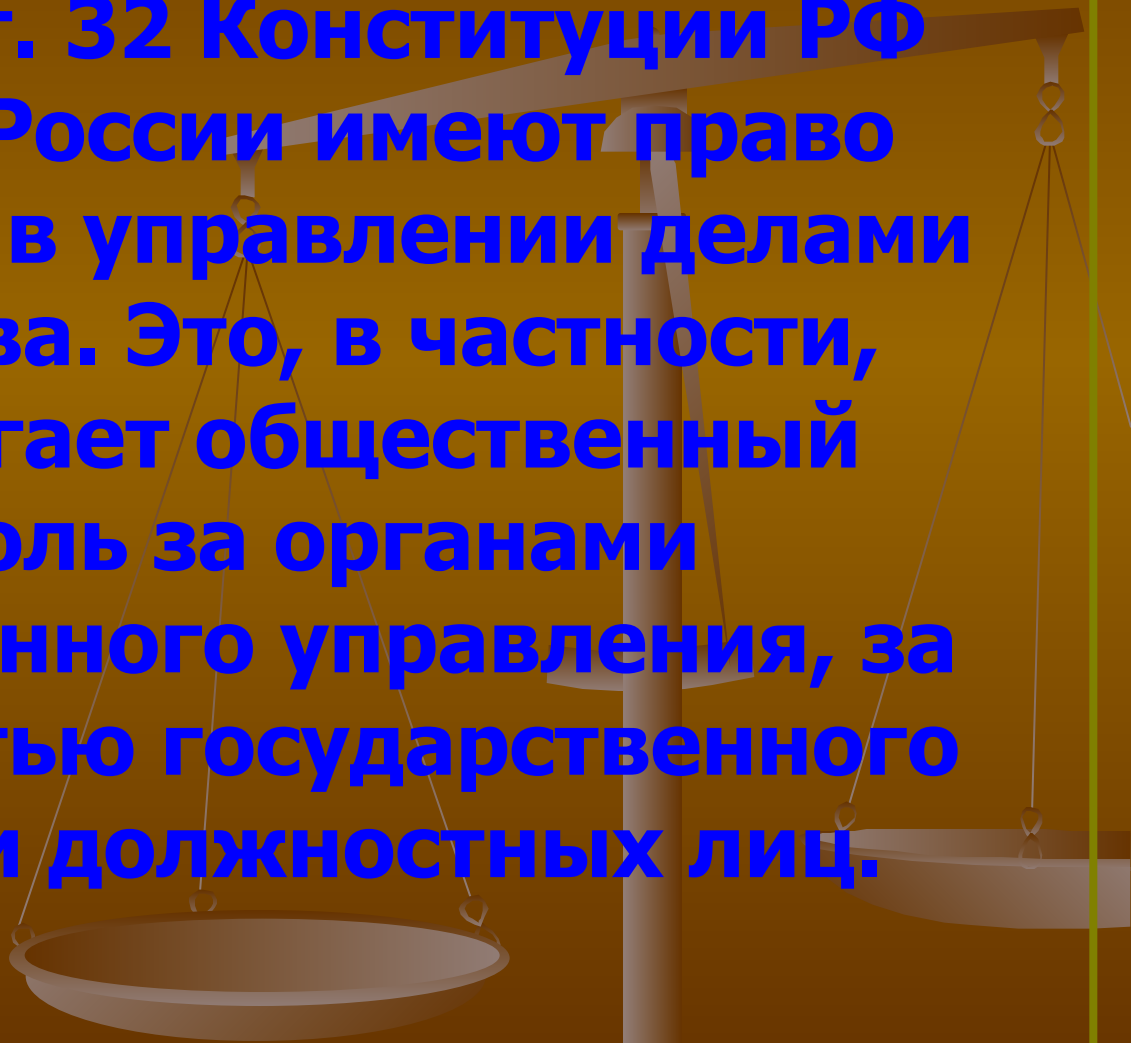 т. 32 Конституции РФ
России имеют право
в управлении делами
ва. Это, в частности,
гает общественный
оль за органами
нного управления, за
тью государственного
и должностных лиц.